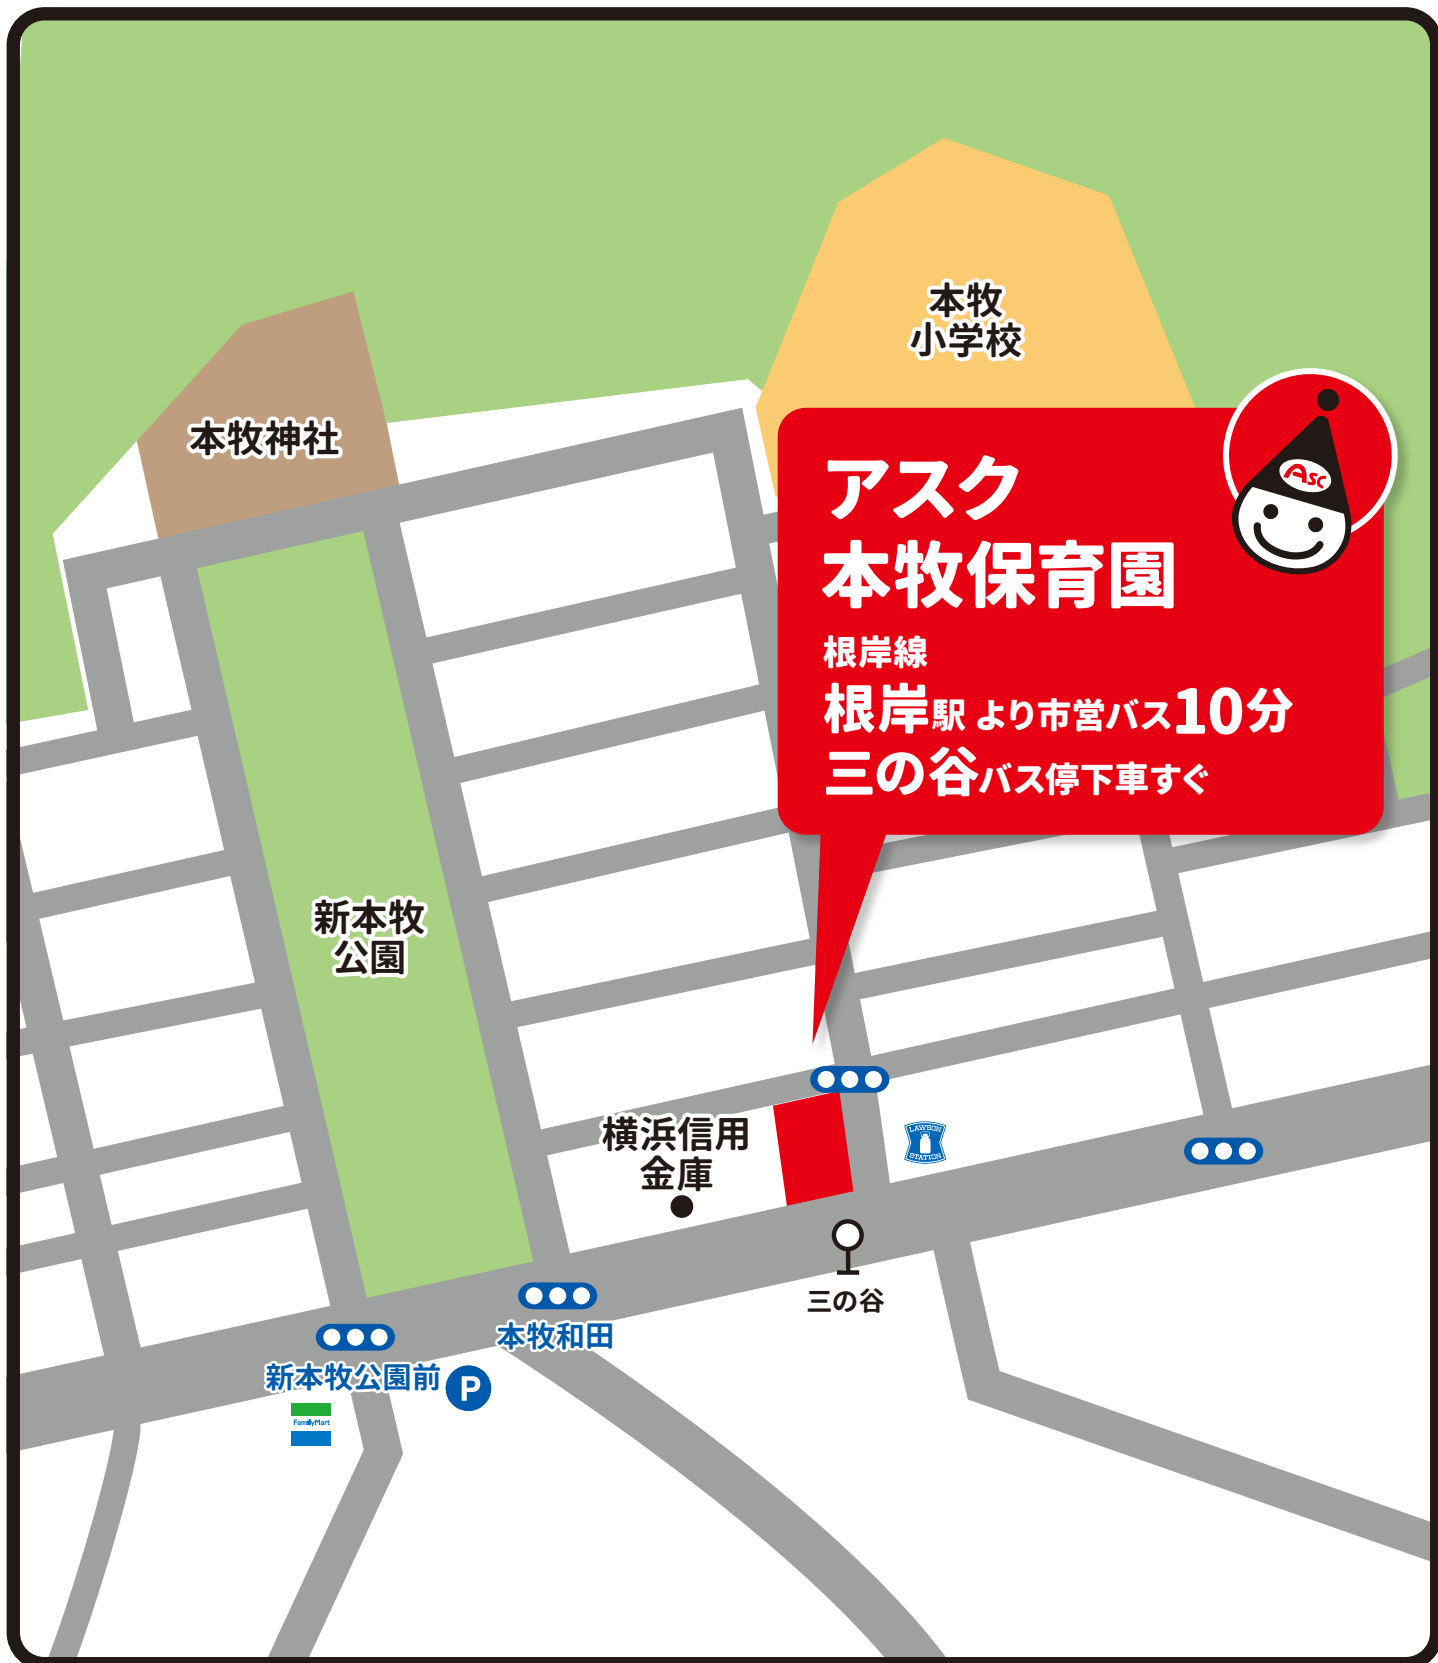 本牧
小学校
本牧神社
ASC
アスク
本牧保育園
根岸線
根岸駅 より市営バス10分
三の谷バス停下車すぐ
新本牧
公園
横浜信用
金庫
LAWSON
STATION
三の谷
本牧和田
新本牧公園前
P
FamilyMart